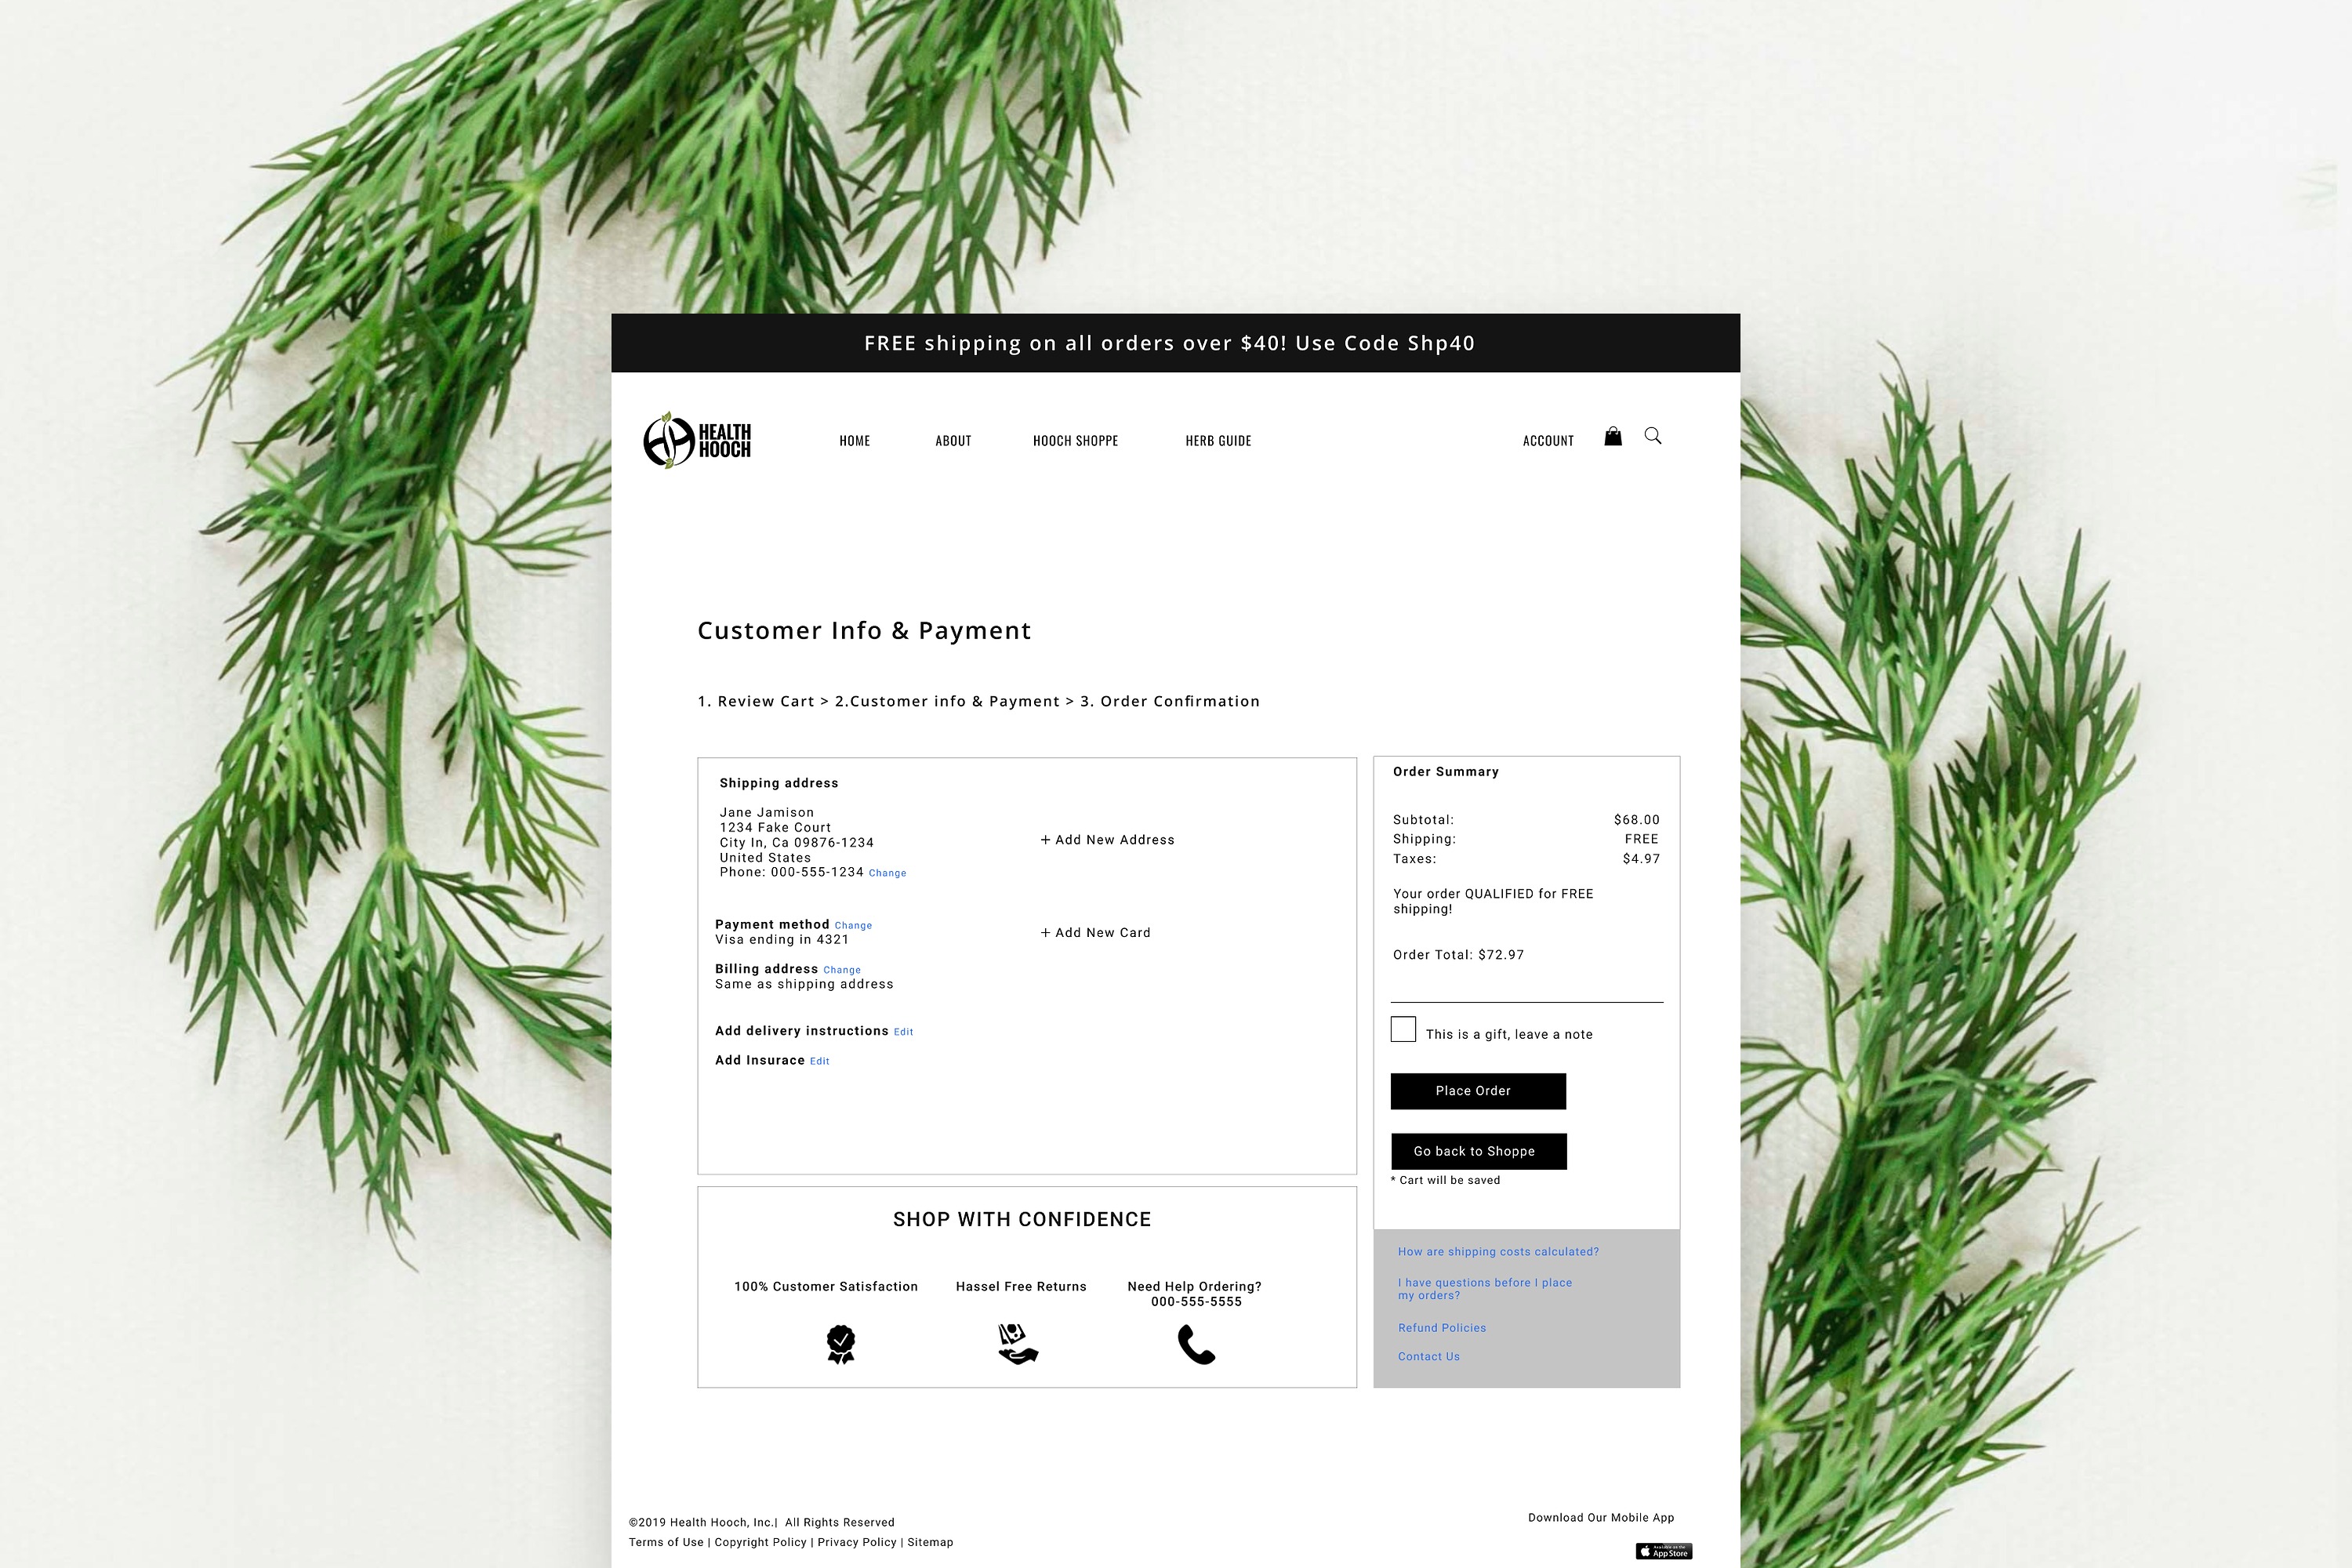 FREE shipping on all orders over $40! Use Code Shp40
HEALTH
HOOCH
HOME
ABOUT
HOOCH SHOPPE
HERB GUIDE
ACCOUNT
Customer Info & Payment
1. Review Cart > 2.Customer info & Payment > 3. Order Confirmation
Shipping address
Jane Jamison
1234 Fake Court
City In, Ca 09876-1234
United States
Phone: 000-555-1234 Change
+ Add New Address
Payment method Change
Visa ending in 4321
+ Add New Card
Billing address Change
Same as shipping address
Add delivery instructions Edit
Add Insurace Edit
Order Summary
Subtotal: $68.00
Shipping: FREE
Taxes: $4.97
Your order QUALIFIED for FREE
shipping!
Order Total: $72.97
This is a gift, leave a note
Place Order
Go back to Shoppe
* Cart will be saved
How are shipping costs calculated?
I have questions before I place
my orders?
Refund Policies
Contact Us
SHOP WITH CONFIDENCE
100% Customer Satisfaction
Hassel Free Returns
Need Help Ordering?
000-555-5555
©2019 Health Hooch, Inc.| All Rights Reserved
Terms of Use | Copyright Policy | Privacy Policy | Sitemap
Download Our Mobile App
Available on the
App Store